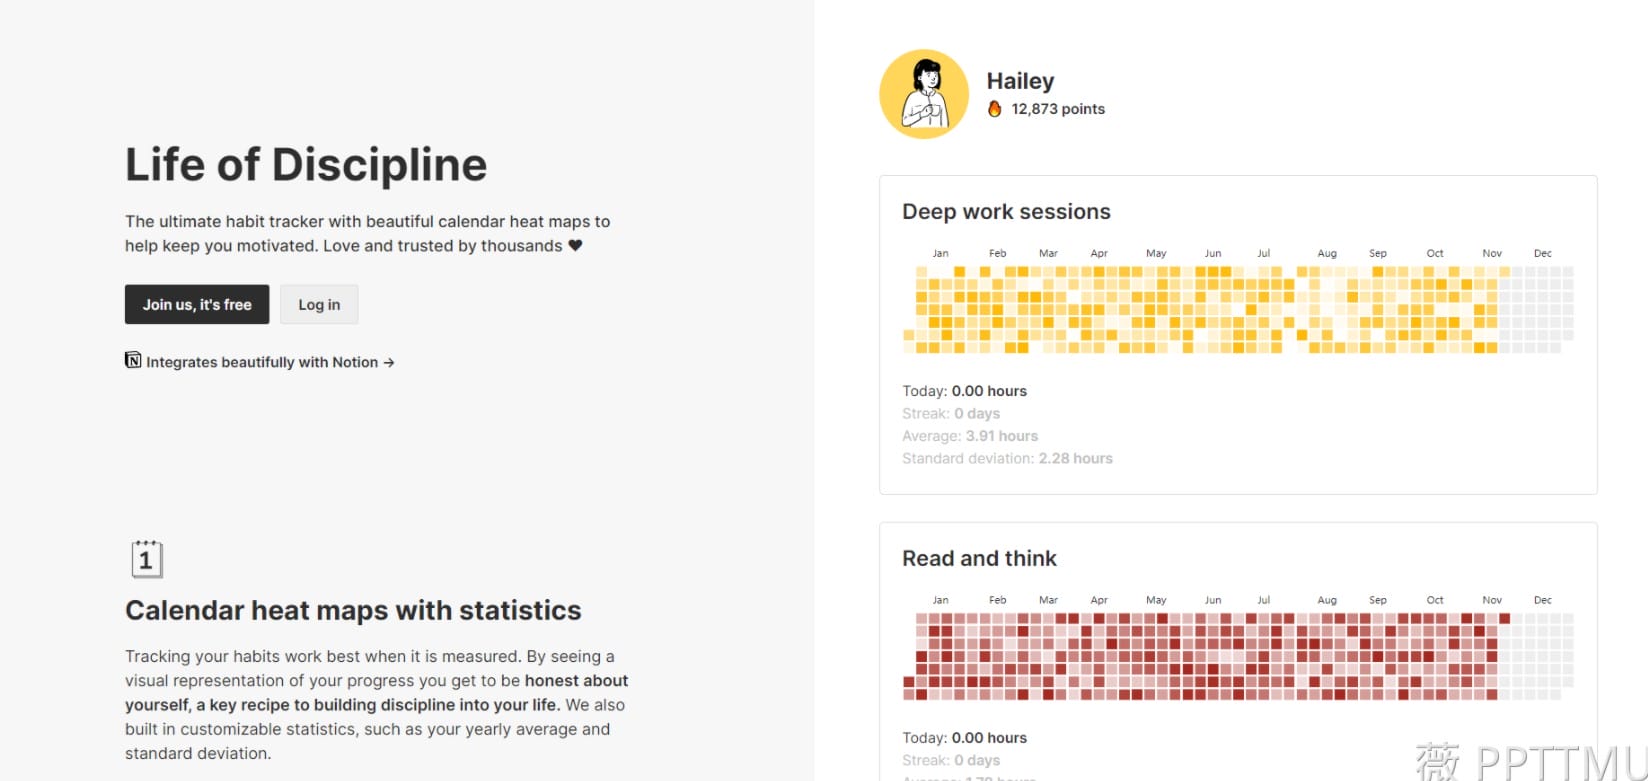 Life of Discipline
The ultimate habit tracker with beautiful calendar heat maps to
help keep you motivated. Love and trusted by thousands ❤
Join us, it's free
Log in
Integrates beautifully with Notion →
1
Calendar heat maps with statistics
Tracking your habits work best when it is measured. By seeing a
visual representation of your progress you get to be honest about
yourself, a key recipe to building discipline into your life. We also
built in customizable statistics, such as your yearly average and
standard deviation.
Hailey
🔥 12,873 points
Deep work sessions
Jan Feb Mar Apr May Jun Jul Aug Sep Oct Nov Dec
Today: 0.00 hours
Streak: 0 days
Average: 3.91 hours
Standard deviation: 2.28 hours
Read and think
Jan Feb Mar Apr May Jun Jul Aug Sep Oct Nov Dec
Today: 0.00 hours
Streak: 0 days
薇 PPTTMU